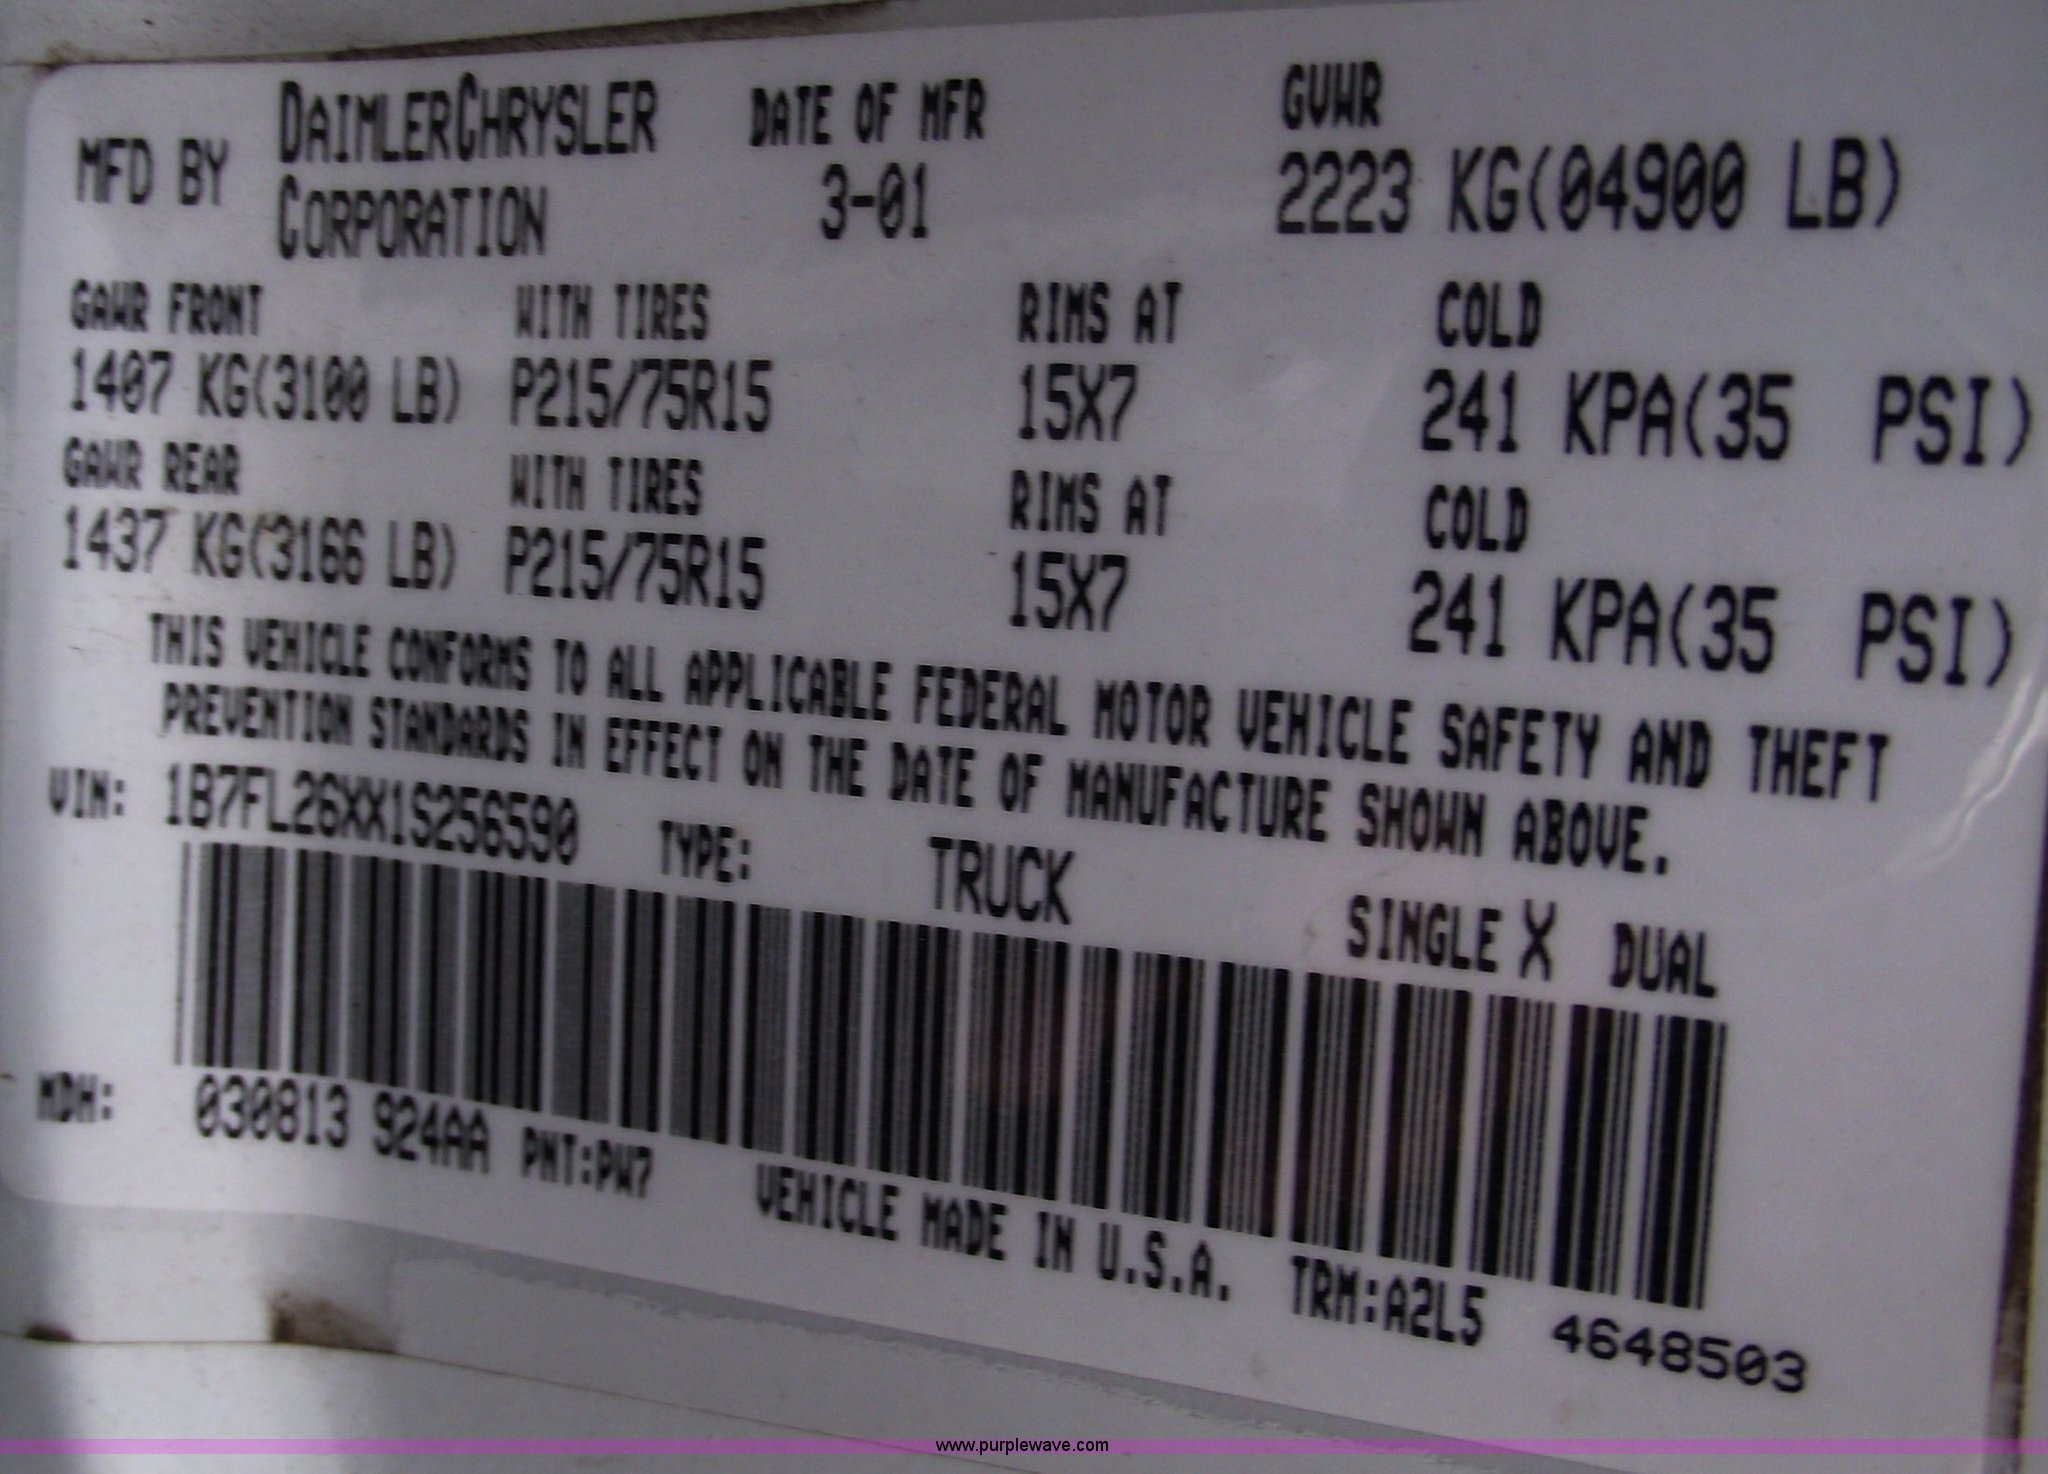 MFD BY DAIMLERCHRYSLER CORPORATION DATE OF MFR 3-01 GVWR 2223 KG(04900 LB)
GAWR FRONT WITH TIRES RIMS AT COLD
1407 KG(3100 LB) P215/75R15 15X7 241 KPA(35 PSI)
GAWR REAR WITH TIRES RIMS AT COLD
1437 KG(3166 LB) P215/75R15 15X7 241 KPA(35 PSI)
THIS VEHICLE CONFORMS TO ALL APPLICABLE FEDERAL MOTOR VEHICLE SAFETY AND THEFT
PREVENTION STANDARDS IN EFFECT ON THE DATE OF MANUFACTURE SHOWN ABOVE.
VIN: 1B7FL26XX1S256590 TYPE: TRUCK SINGLE X DUAL
MDH: 030813 924AA PNT:PW7 VEHICLE MADE IN U.S.A. TRM:A2L5 4648503
www.purplewave.com